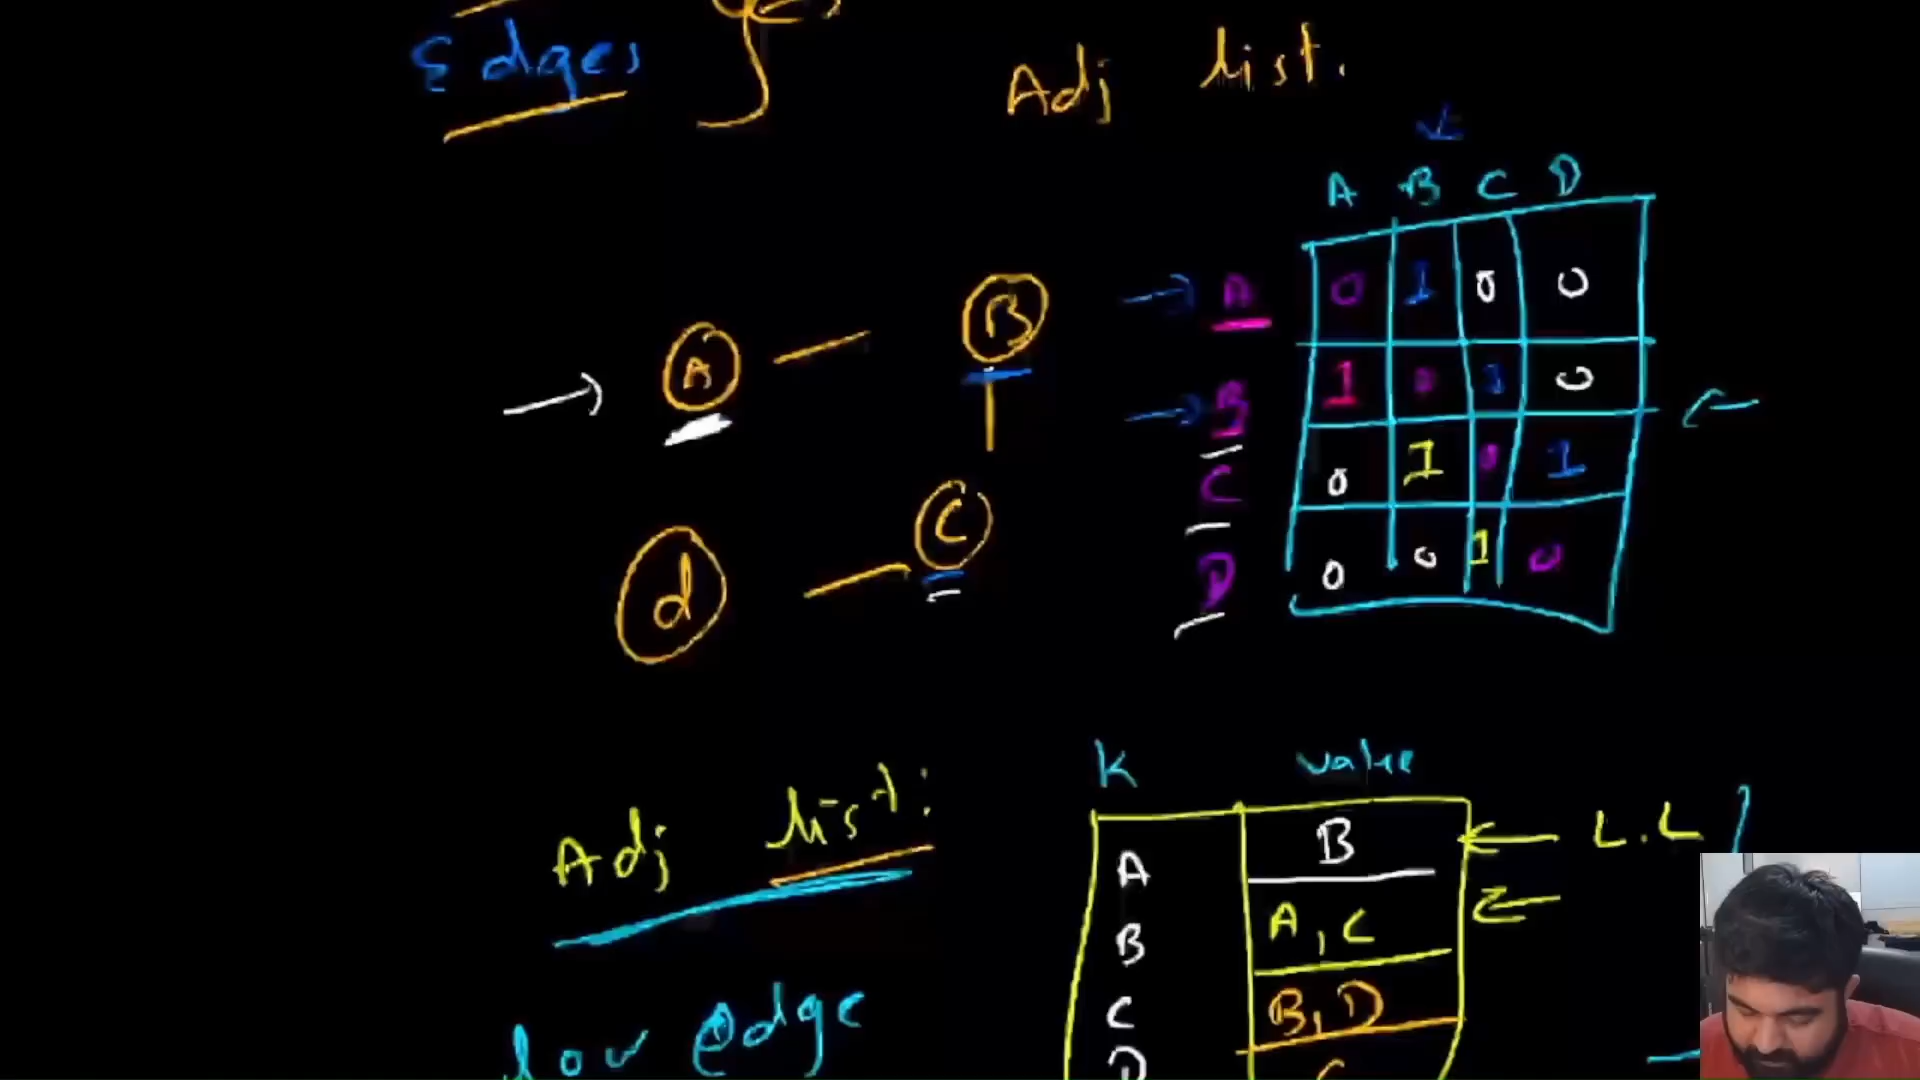 Edges
Adj list.
A B C D
A 0 1 0 0
B 1 0 1 0
C 0 1 0 1
D 0 0 1 0
A
B
C
d
Adj list:
K value
A B
B A, C
C B, D
D C
L.L
low edge